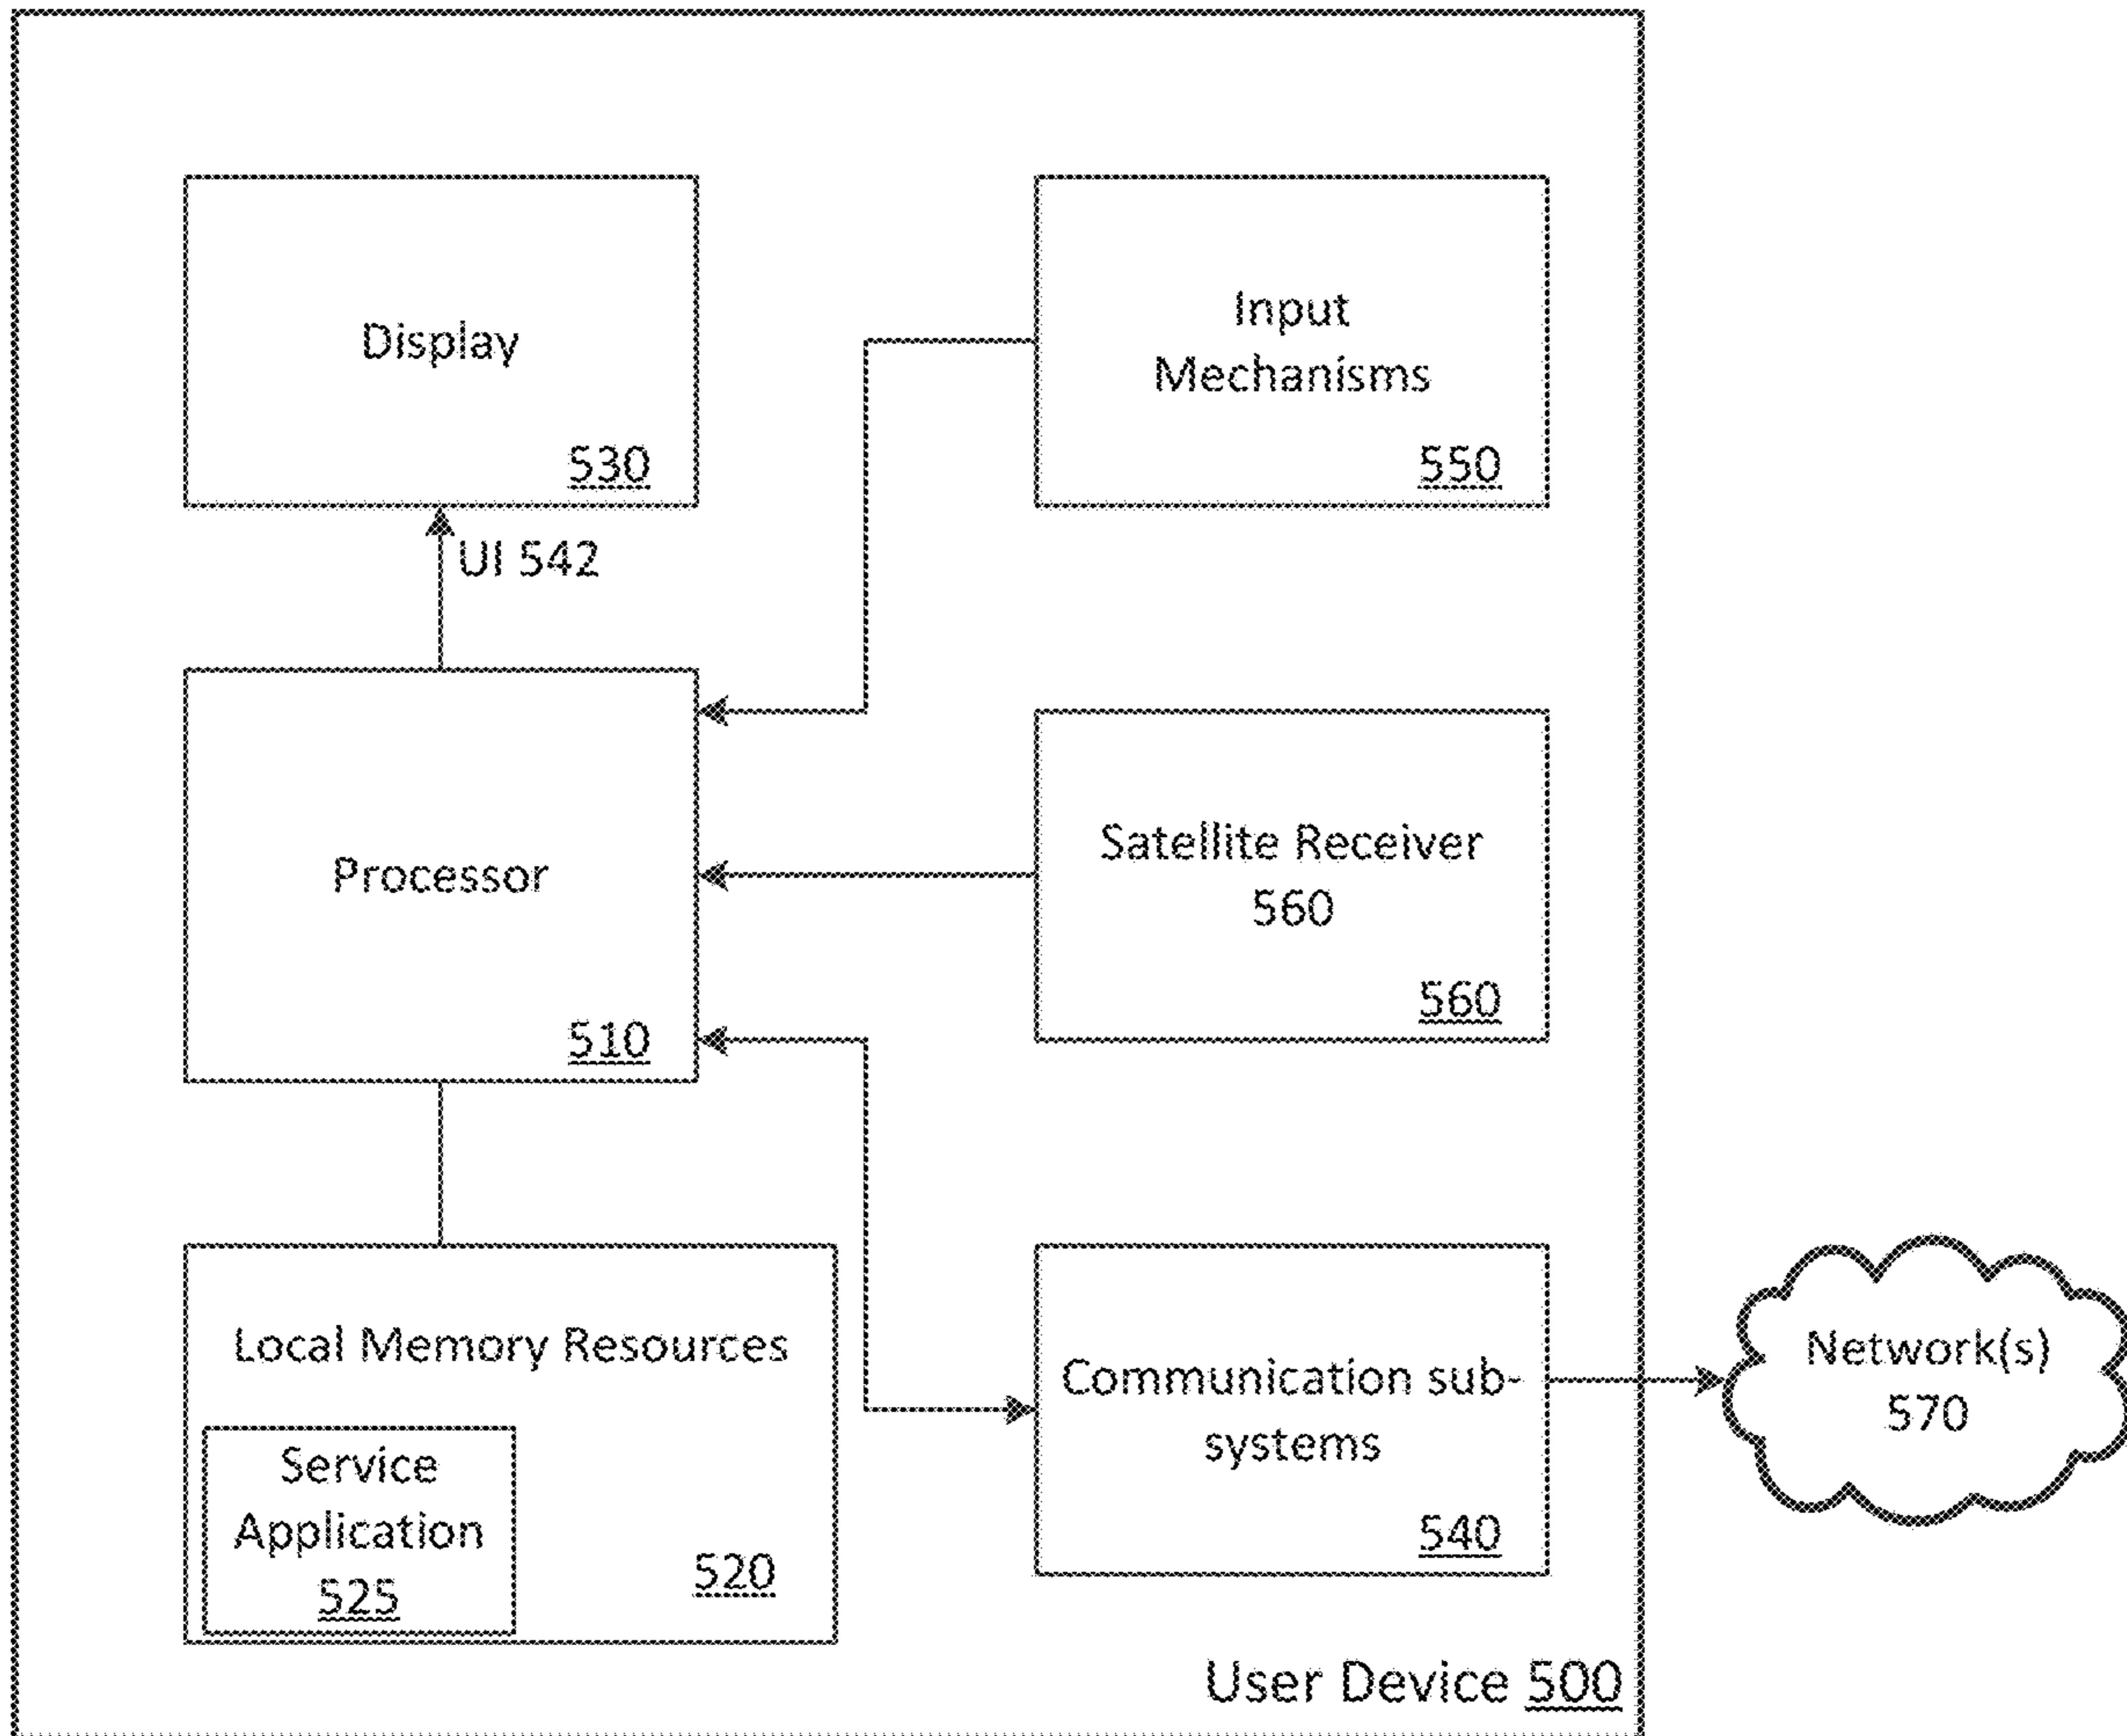 Display
530
Input
Mechanisms
550
UI 542
Processor
510
Satellite Receiver
560
560
Local Memory Resources
Service
Application
525
520
Communication sub-
systems
540
Network(s)
570
User Device 500